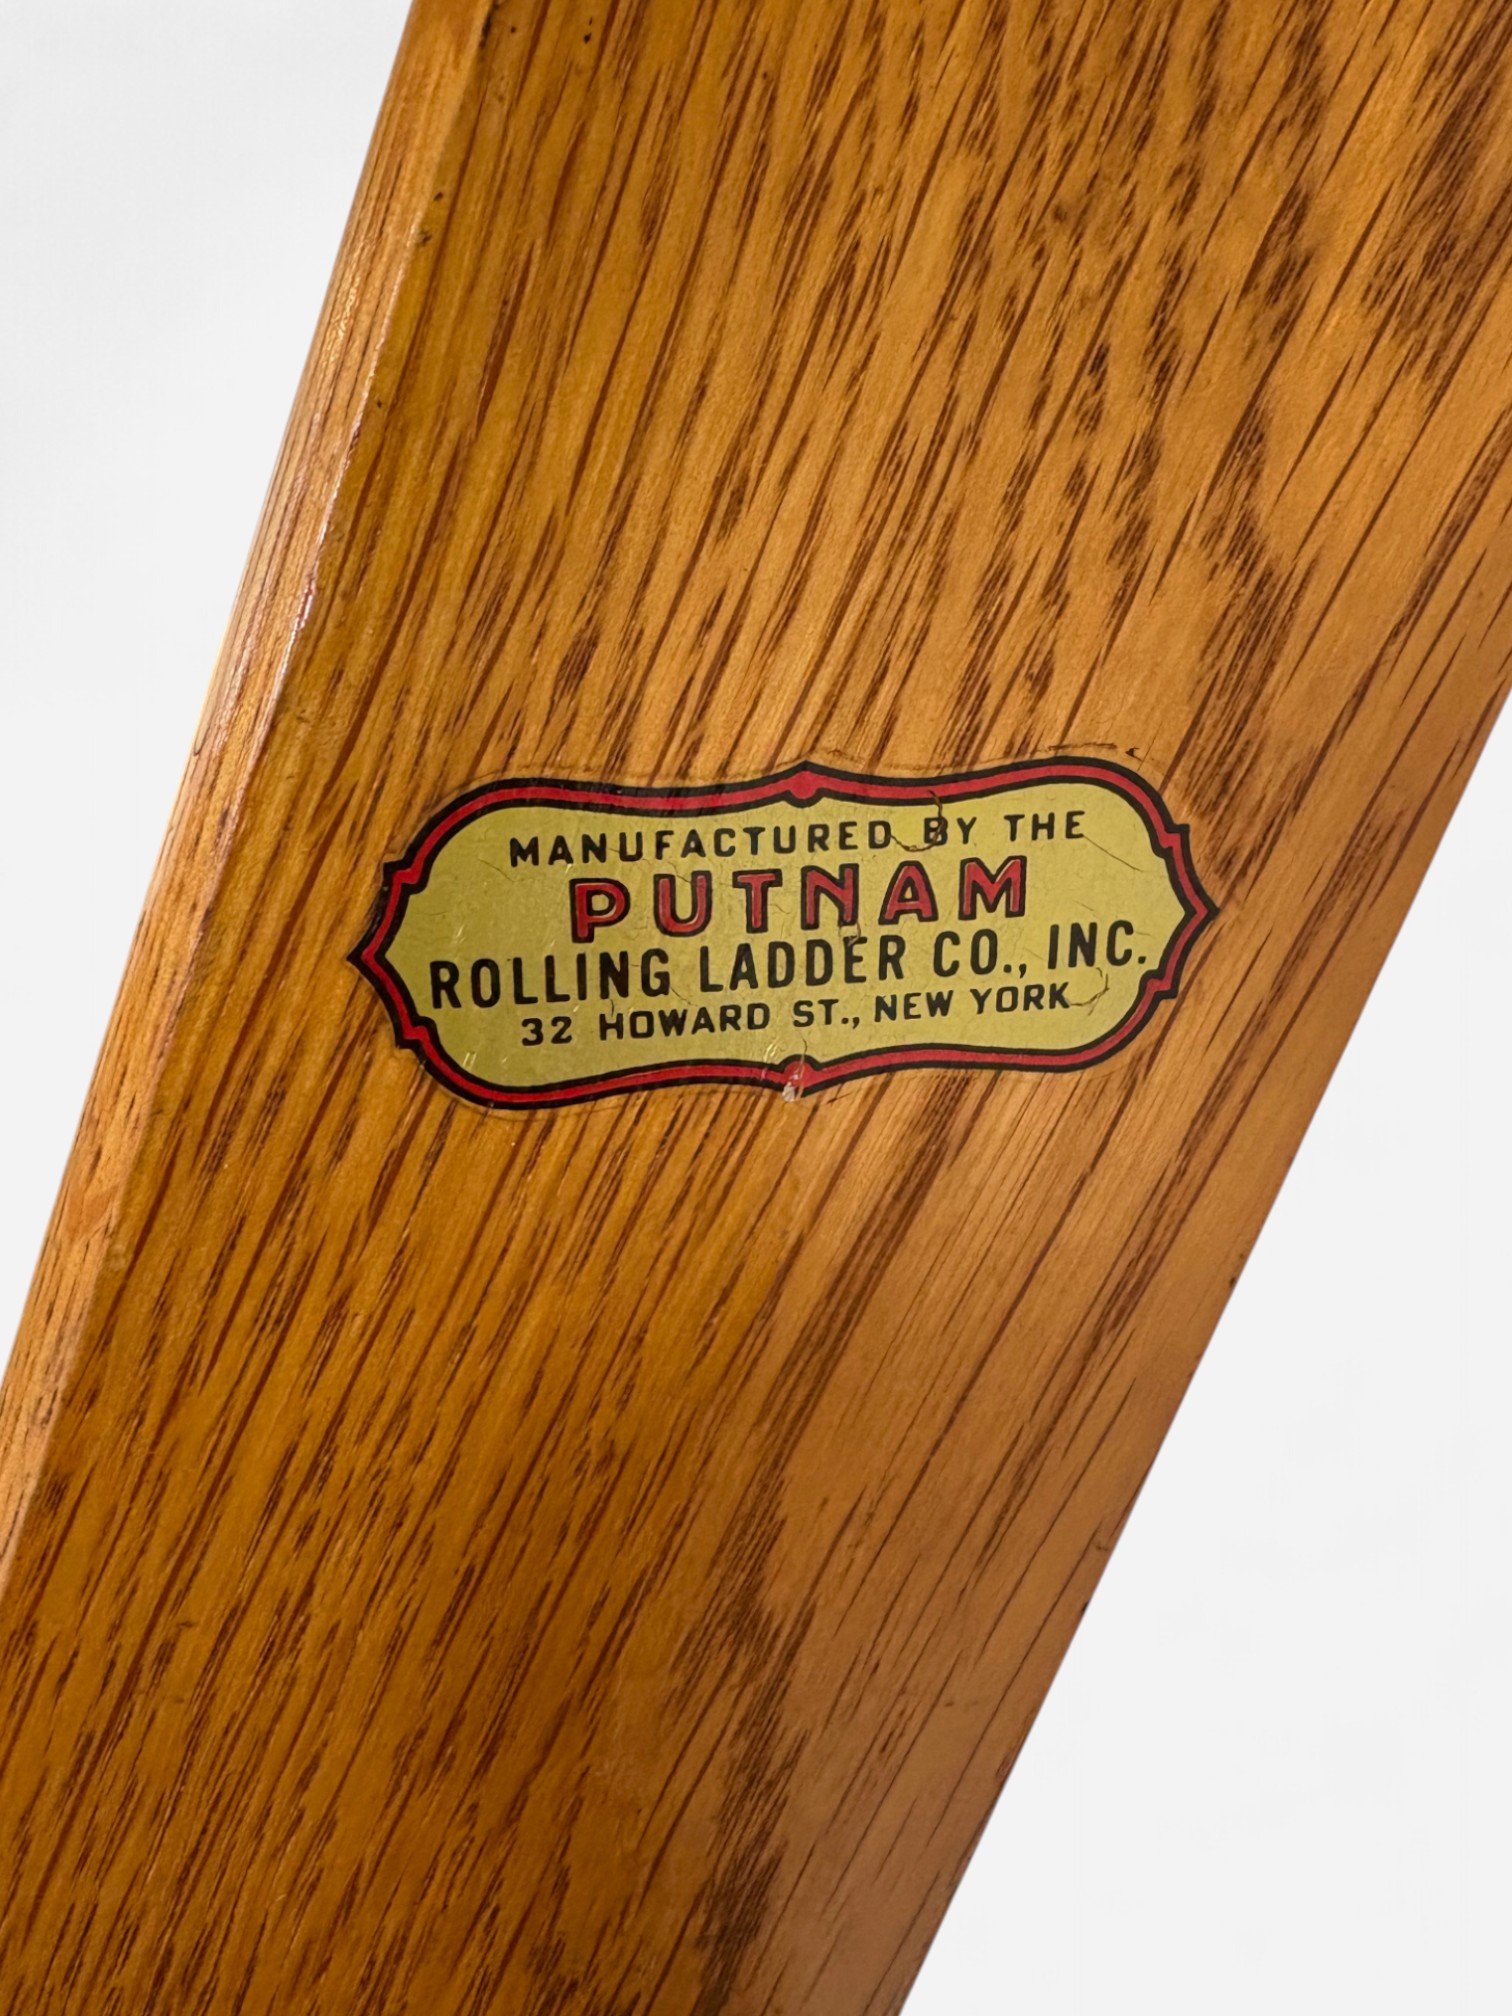 MANUFACTURED BY THE
PUTNAM
ROLLING LADDER CO., INC.
32 HOWARD ST., NEW YORK